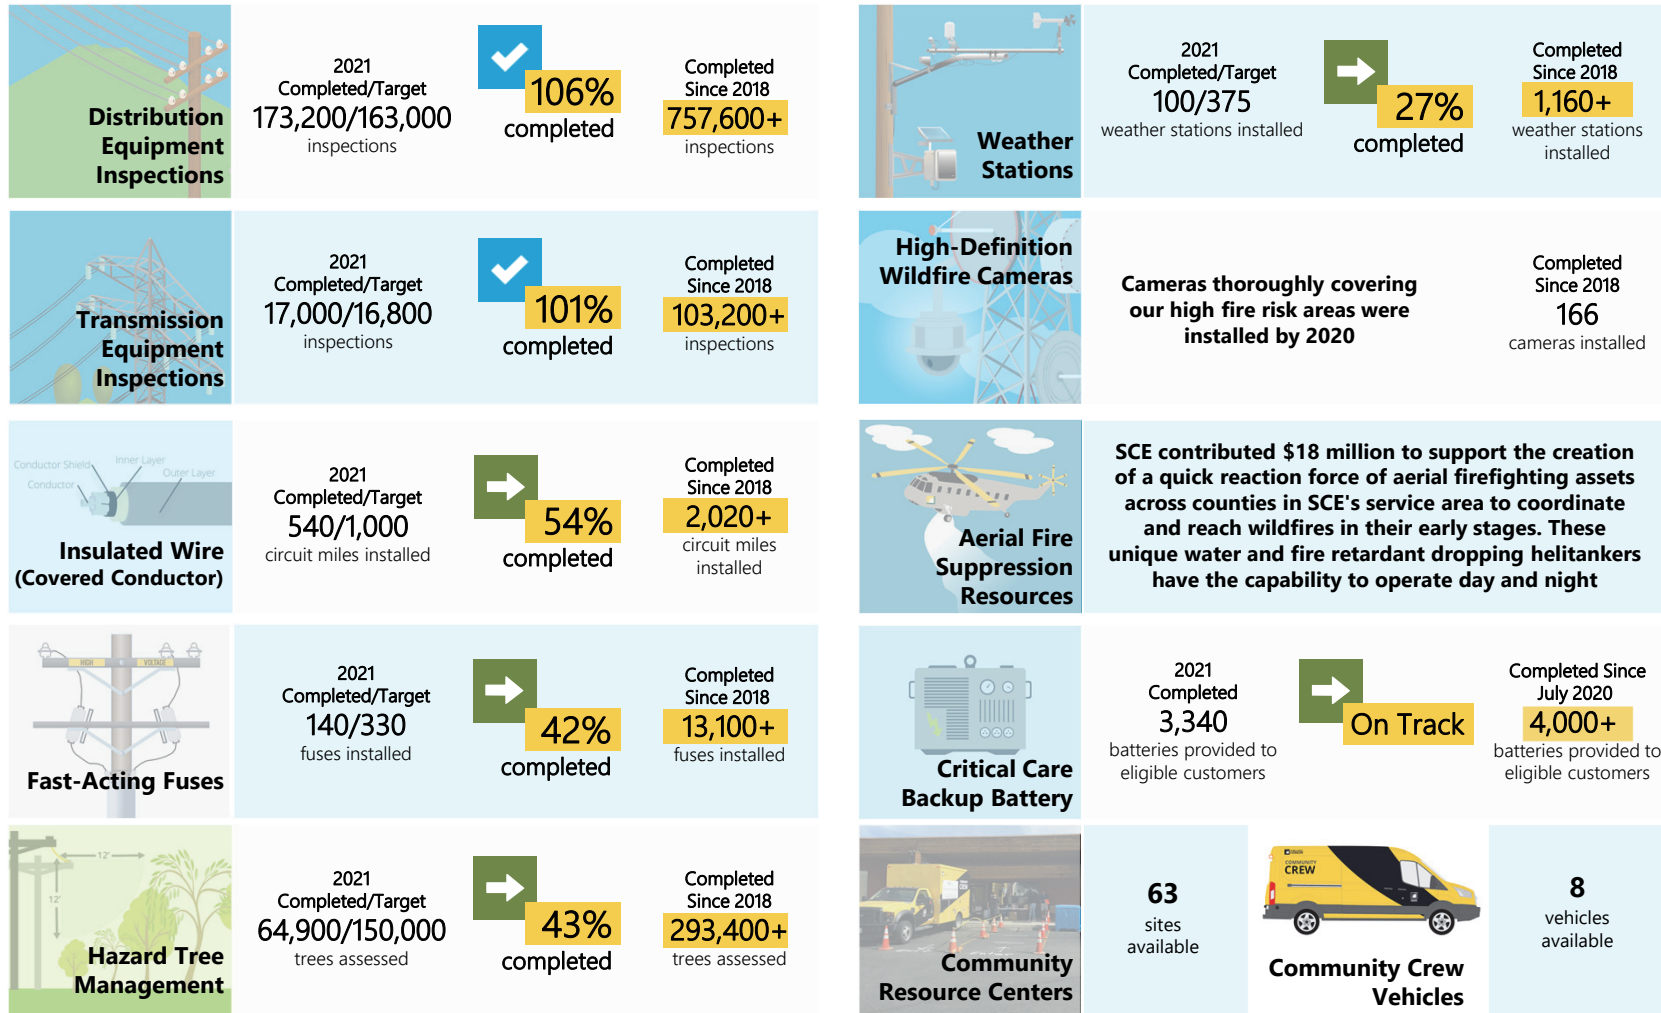 Distribution
Equipment
Inspections
2021
Completed/Target
173,200/163,000
inspections
106%
completed
Completed
Since 2018
757,600+
inspections
Transmission
Equipment
Inspections
2021
Completed/Target
17,000/16,800
inspections
101%
completed
Completed
Since 2018
103,200+
inspections
Conductor Shield
Inner Layer
Outer Layer
Conductor
Insulated Wire
(Covered Conductor)
2021
Completed/Target
540/1,000
circuit miles installed
54%
completed
Completed
Since 2018
2,020+
circuit miles
installed
HIGH VOLTAGE
Fast-Acting Fuses
2021
Completed/Target
140/330
fuses installed
42%
completed
Completed
Since 2018
13,100+
fuses installed
12'
12'
Hazard Tree
Management
2021
Completed/Target
64,900/150,000
trees assessed
43%
completed
Completed
Since 2018
293,400+
trees assessed
Weather
Stations
2021
Completed/Target
100/375
weather stations installed
27%
completed
Completed
Since 2018
1,160+
weather stations
installed
High-Definition
Wildfire Cameras
Cameras thoroughly covering
our high fire risk areas were
installed by 2020
Completed
Since 2018
166
cameras installed
Aerial Fire
Suppression
Resources
SCE contributed $18 million to support the creation
of a quick reaction force of aerial firefighting assets
across counties in SCE's service area to coordinate
and reach wildfires in their early stages. These
unique water and fire retardant dropping helitankers
have the capability to operate day and night
Critical Care
Backup Battery
2021
Completed
3,340
batteries provided to
eligible customers
On Track
Completed Since
July 2020
4,000+
batteries provided to
eligible customers
Community
Resource Centers
63
sites
available
COMMUNITY
CREW
Community Crew
Vehicles
8
vehicles
available